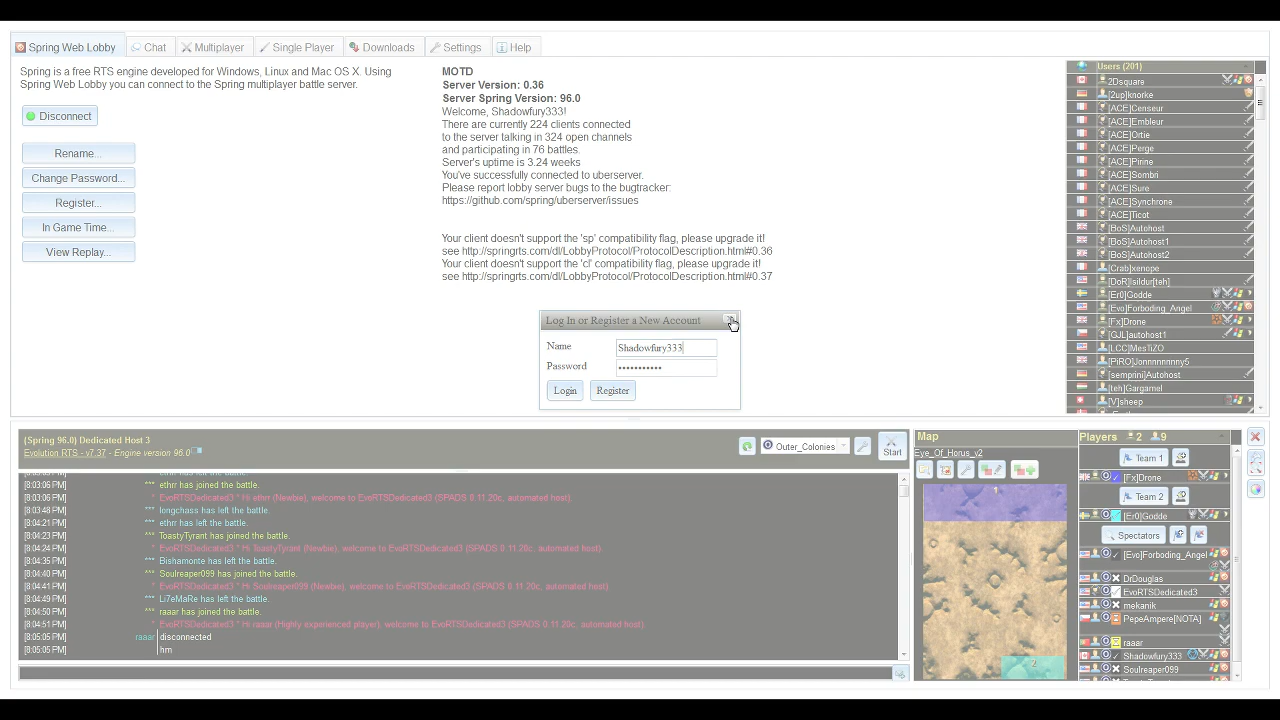 Spring Web Lobby
Chat
Multiplayer
Single Player
Downloads
Settings
Help
Spring is a free RTS engine developed for Windows, Linux and Mac OS X. Using
Spring Web Lobby you can connect to the Spring multiplayer battle server.
Disconnect
Rename...
Change Password...
Register...
In Game Time...
View Replay...
MOTD
Server Version: 0.36
Server Spring Version: 96.0
Welcome, Shadowfury333!
There are currently 224 clients connected
to the server talking in 324 open channels
and participating in 76 battles.
Server's uptime is 3.24 weeks
You've successfully connected to uberserver.
Please report lobby server bugs to the bugtracker:
https://github.com/spring/uberserver/issues
Your client doesn't support the 'sp' compatibility flag, please upgrade it!
see http://springrts.com/dl/LobbyProtocol/ProtocolDescription.html#0.36
Your client doesn't support the 'cl' compatibility flag, please upgrade it!
see http://springrts.com/dl/LobbyProtocol/ProtocolDescription.html#0.37
Log In or Register a New Account
Name
Shadowfury333
Password
•••••••••••
Login
Register
Users (201)
2Dsquare
[2up]knorke
[ACE]Censeur
[ACE]Embleur
[ACE]Ortie
[ACE]Perge
[ACE]Pirine
[ACE]Sombri
[ACE]Sure
[ACE]Synchrone
[ACE]Ticot
[BoS]Autohost
[BoS]Autohost1
[BoS]Autohost2
[Crab]xenope
[DoR]Isildur[teh]
[Er0]Godde
[Evo]Forboding_Angel
[Fx]Drone
[GJL]autohost1
[LCC]MesTiZO
[PiRO]Jonnnnnnny5
[semprini]Autohost
[teh]Gargamel
[V]sheep
(Spring 96.0) Dedicated Host 3
Evolution RTS - v7.37 - Engine version 96.0
Outer_Colonies
Start
[8:03:06 PM] *** ethrr has joined the battle.
[8:03:06 PM] * EvoRTSDedicated3 * Hi ethrr (Newbie), welcome to EvoRTSDedicated3 (SPADS 0.11.20c, automated host).
[8:03:48 PM] *** longchass has left the battle.
[8:04:21 PM] *** ethrr has left the battle.
[8:04:23 PM] *** ToastyTyrant has joined the battle.
[8:04:24 PM] * EvoRTSDedicated3 * Hi ToastyTyrant (Newbie), welcome to EvoRTSDedicated3 (SPADS 0.11.20c, automated host).
[8:04:35 PM] *** Bishamonte has left the battle.
[8:04:40 PM] *** Soulreaper099 has joined the battle.
[8:04:41 PM] * EvoRTSDedicated3 * Hi Soulreaper099 (Newbie), welcome to EvoRTSDedicated3 (SPADS 0.11.20c, automated host).
[8:04:49 PM] *** Li7eMaRe has left the battle.
[8:04:50 PM] *** raaar has joined the battle.
[8:04:51 PM] * EvoRTSDedicated3 * Hi raaar (Highly experienced player), welcome to EvoRTSDedicated3 (SPADS 0.11.20c, automated host).
[8:05:05 PM] raaar disconnected
[8:05:05 PM] hm
Map
Eye_Of_Horus_v2
1
2
Players 2 9
Team 1
[Fx]Drone
Team 2
[Er0]Godde
Spectators
[Evo]Forboding_Angel
DrDouglas
EvoRTSDedicated3
mekanik
PepeAmpere[NOTA]
raaar
Shadowfury333
Soulreaper099